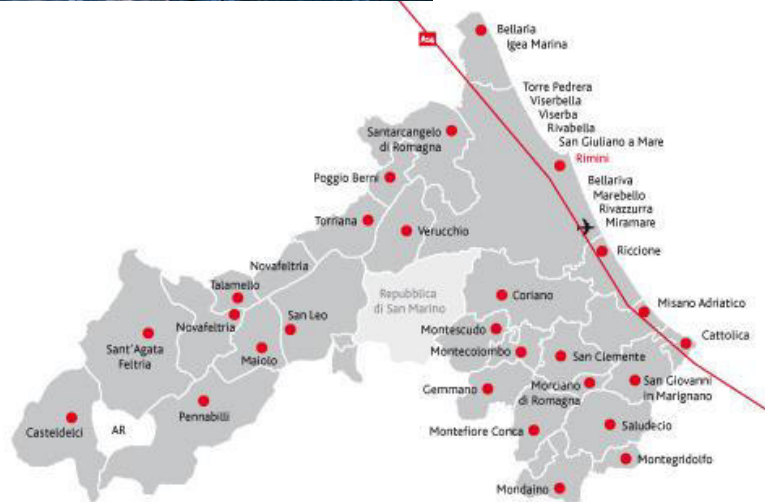 A14
Bellaria
Igea Marina
Torre Pedrera
Viserbella
Viserba
Rivabella
San Giuliano a Mare
Rimini
Santarcangelo
di Romagna
Poggio Berni
Bellariva
Marebello
Rivazzurra
Miramare
Torriana
Verucchio
Riccione
Novafeltria
Talamello
Repubblica
di San Marino
Coriano
Misano Adriatico
Novafeltria
San Leo
Montescudo
Cattolica
Sant'Agata
Feltria
Maiolo
Montecolombo
San Clemente
Gemmano
Morciano
di Romagna
San Giovanni
in Marignano
Pennabilli
Casteldelci
AR
Montefiore Conca
Saludecio
Montegridolfo
Mondaino